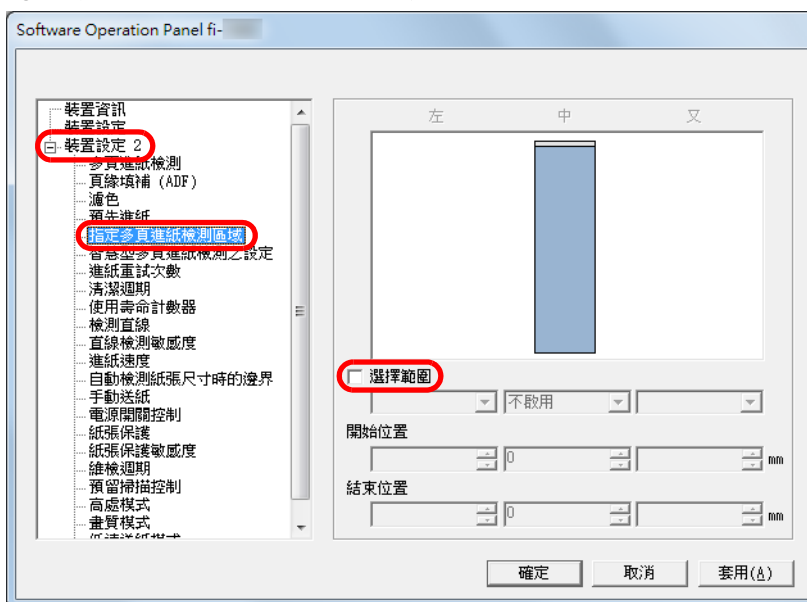 Software Operation Panel fi-
裝置資訊
裝置設定
裝置設定 2
多頁進紙檢測
頁緣填補 (ADF)
濾色
預先進紙
指定多頁進紙檢測區域
智慧型多頁進紙檢測之設定
進紙重試次數
清潔週期
使用壽命計數器
檢測直線
直線檢測敏感度
進紙速度
自動檢測紙張尺寸時的邊界
手動送紙
電源開關控制
紙張保護
紙張保護敏感度
維檢週期
預留掃描控制
高處模式
畫質模式
低速送紙模式
左 中 又
選擇範圍
不啟用
開始位置
0 mm
結束位置
0 mm
確定 取消 套用(A)